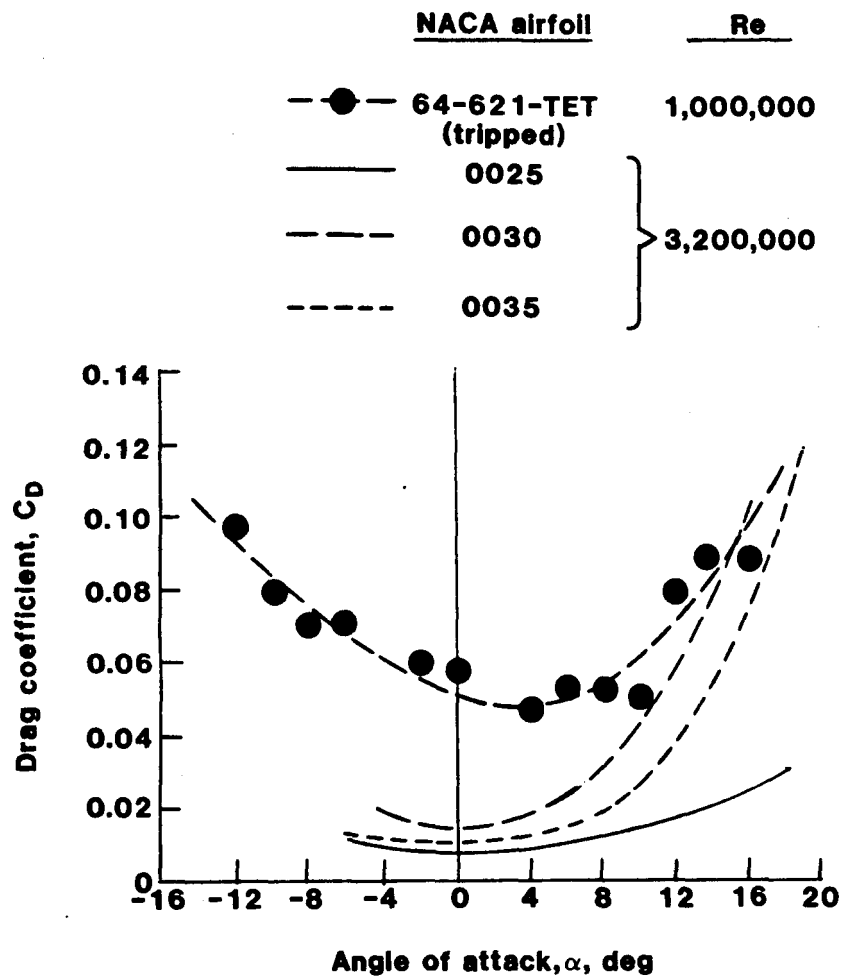 NACA airfoil Re
64-621-TET 1,000,000
(tripped)
0025
0030 3,200,000
0035
0.14
0.12
0.10
0.08
0.06
0.04
0.02
0
Drag coefficient, CD
-16 -12 -8 -4 0 4 8 12 16 20
Angle of attack, α, deg